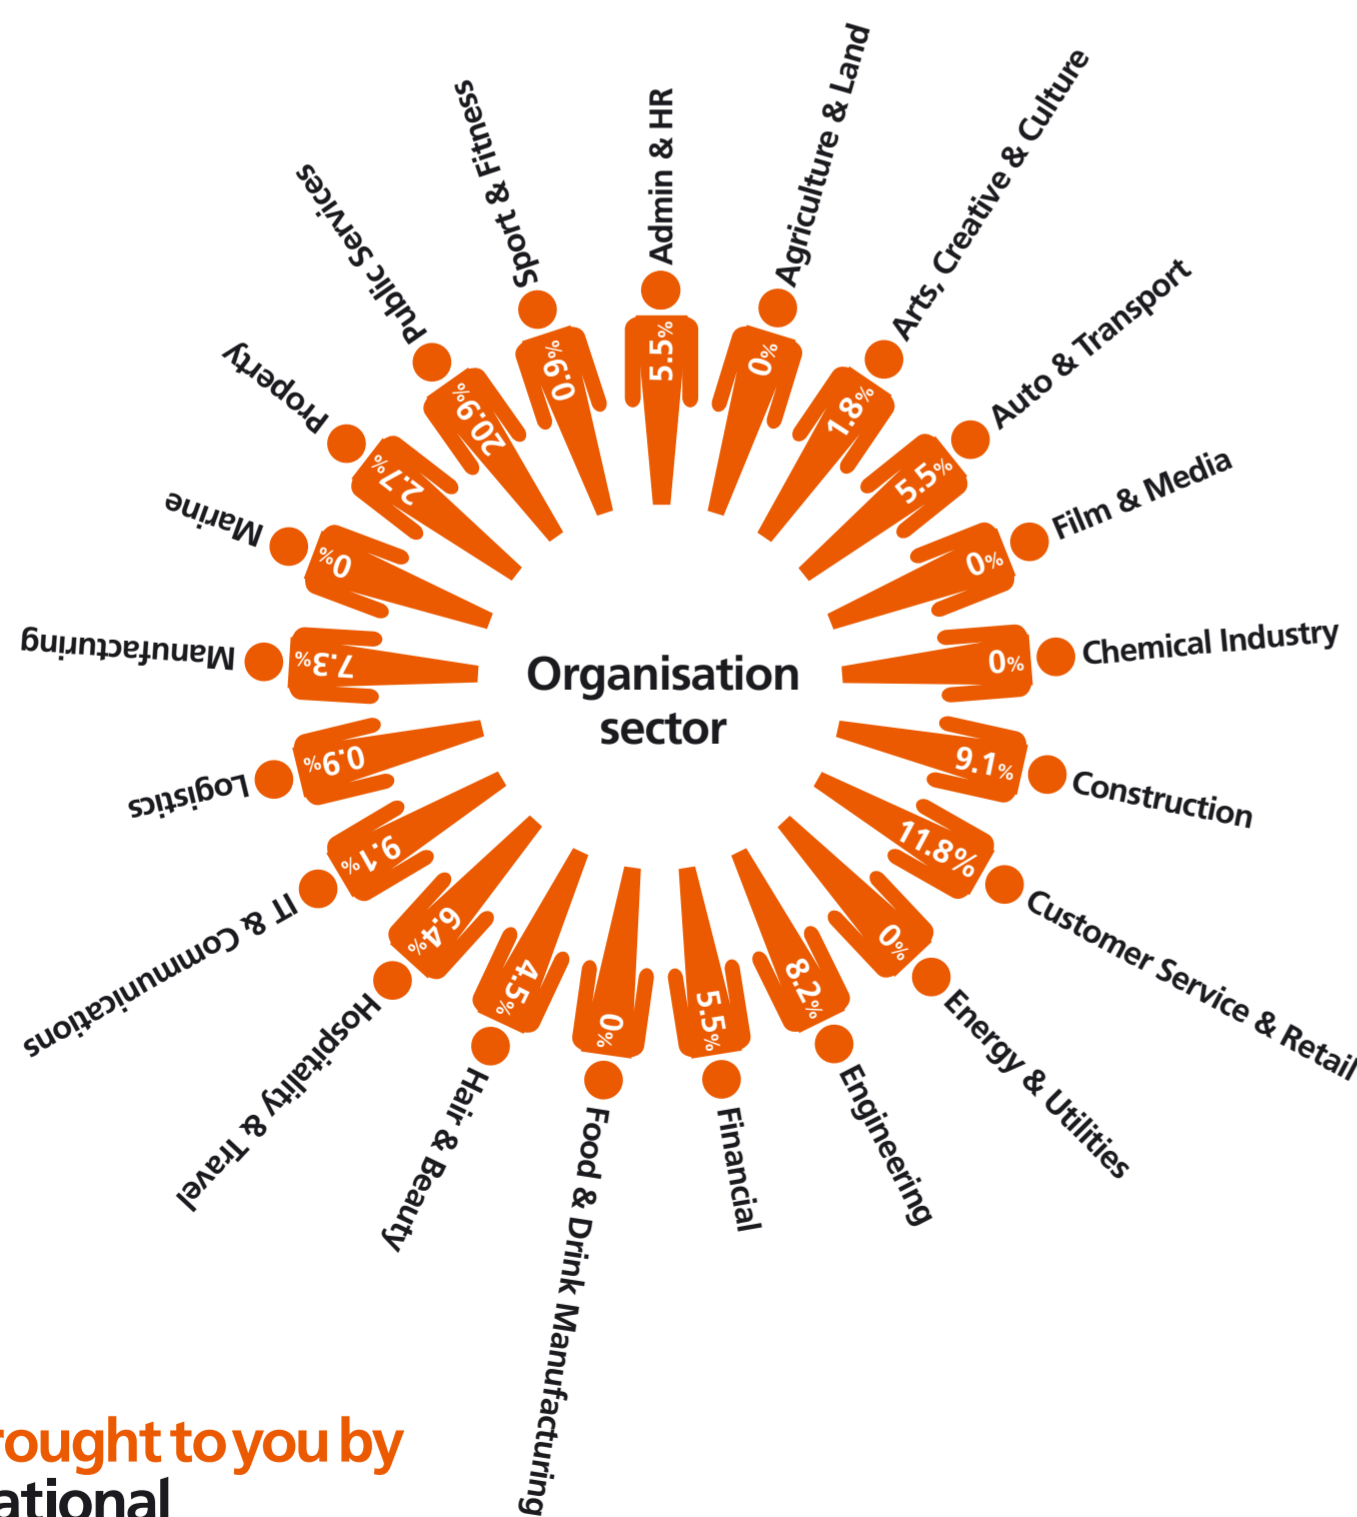 Organisation
sector
Admin & HR
5.5%
Agriculture & Land
0%
Arts, Creative & Culture
1.8%
Auto & Transport
5.5%
Film & Media
0%
Chemical Industry
0%
Construction
9.1%
Customer Service & Retail
11.8%
Energy & Utilities
0%
Engineering
8.2%
Financial
5.5%
Food & Drink Manufacturing
0%
Hair & Beauty
4.5%
Hospitality & Travel
6.4%
IT & Communications
9.1%
Logistics
0.9%
Manufacturing
7.3%
Marine
0%
Property
2.7%
Public Services
20.9%
Sport & Fitness
0.9%
rought to you by
ational